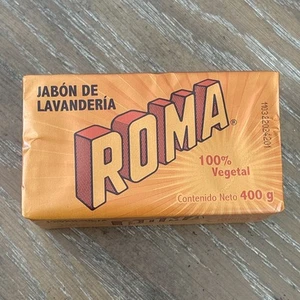 JABÓN DE
LAVANDERÍA
ROMA®
100%
Vegetal
Contenido Neto 400 g